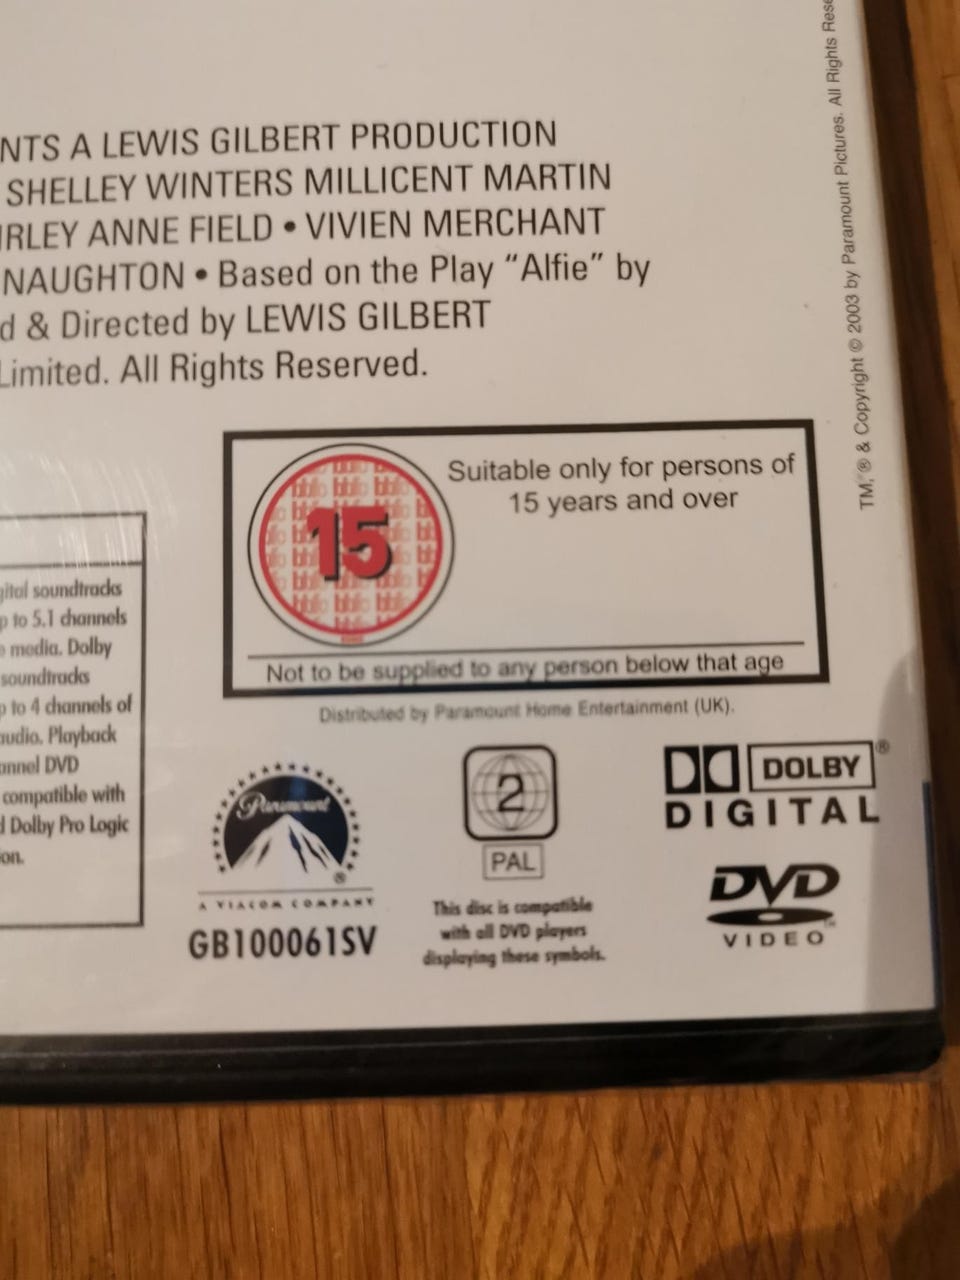 NTS A LEWIS GILBERT PRODUCTION
SHELLEY WINTERS MILLICENT MARTIN
IRLEY ANNE FIELD • VIVIEN MERCHANT
NAUGHTON • Based on the Play “Alfie” by
d & Directed by LEWIS GILBERT
Limited. All Rights Reserved.
TM, ® & Copyright © 2003 by Paramount Pictures. All Rights Rese
15
Suitable only for persons of
15 years and over
Not to be supplied to any person below that age
Distributed by Paramount Home Entertainment (UK).
gital soundtracks
p to 5.1 channels
e media. Dolby
soundtracks
p to 4 channels of
audio. Playback
annel DVD
compatible with
d Dolby Pro Logic
on.
Paramount
®
A VIACOM COMPANY
GB100061SV
2
PAL
This disc is compatible
with all DVD players
displaying these symbols.
DOLBY ®
DIGITAL
DVD
VIDEO